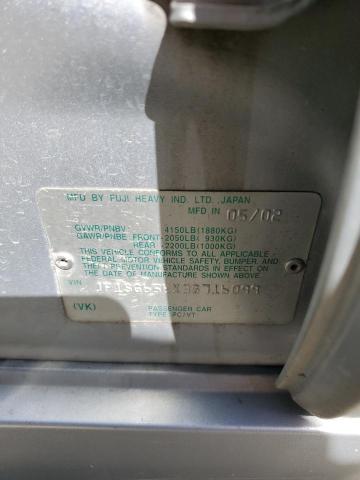 MFD BY FUJI HEAVY IND. LTD., JAPAN
MFD IN 05/02
GVWR/PNBV 4150LB(1880KG)
GAWR/PNBE FRONT-2050LB( 930KG)
REAR -2200LB(1000KG)
THIS VEHICLE CONFORMS TO ALL APPLICABLE
FEDERAL MOTOR VEHICLE SAFETY, BUMPER, AND
THEFT PREVENTION STANDARDS IN EFFECT ON THE
DATE OF MANUFACTURE SHOWN ABOVE.
VIN
(VK) PASSENGER CAR
TYPE:PC/VT